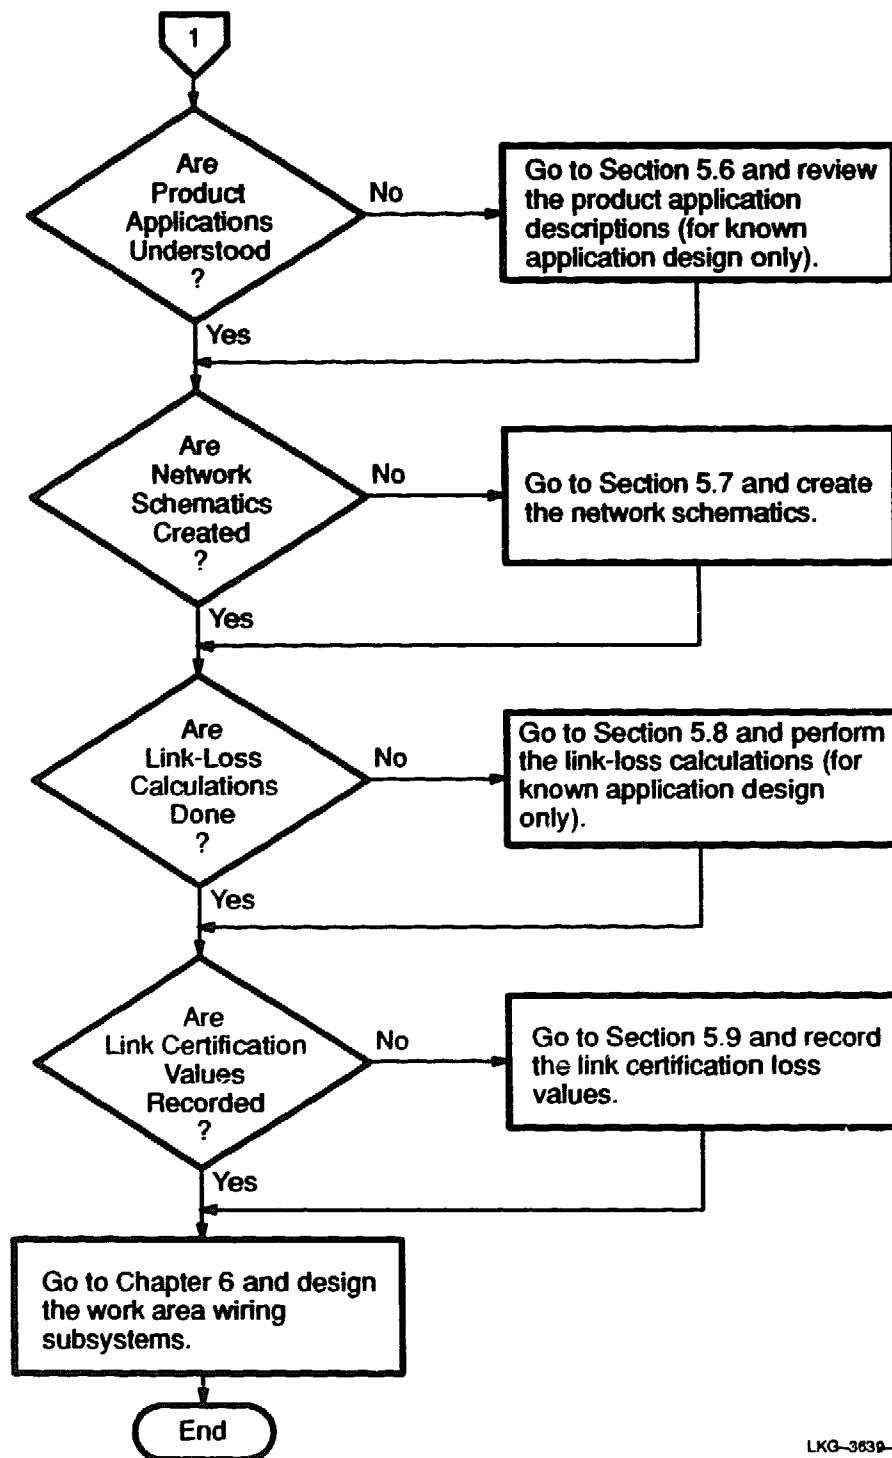 1
Are
Product
Applications
Understood
?
No
Go to Section 5.6 and review
the product application
descriptions (for known
application design only).
Yes
Are
Network
Schematics
Created
?
No
Go to Section 5.7 and create
the network schematics.
Yes
Are
Link-Loss
Calculations
Done
?
No
Go to Section 5.8 and perform
the link-loss calculations (for
known application design
only).
Yes
Are
Link Certification
Values
Recorded
?
No
Go to Section 5.9 and record
the link certification loss
values.
Yes
Go to Chapter 6 and design
the work area wiring
subsystems.
End
LKG-3639-